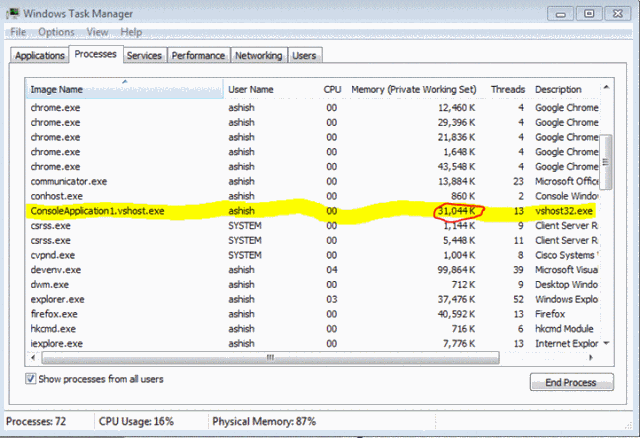 Windows Task Manager
File Options View Help
Applications Processes Services Performance Networking Users
Image Name User Name CPU Memory (Private Working Set) Threads Description
chrome.exe ashish 00 12,460 K 4 Google Chrome
chrome.exe ashish 00 29,396 K 4 Google Chrome
chrome.exe ashish 00 21,836 K 4 Google Chrome
chrome.exe ashish 00 1,648 K 4 Google Chrome
chrome.exe ashish 00 43,548 K 4 Google Chrome
communicator.exe ashish 00 13,884 K 23 Microsoft Offic
conhost.exe ashish 00 860 K 2 Console Window
ConsoleApplication1.vshost.exe ashish 00 31,044 K 13 vshost32.exe
csrss.exe SYSTEM 00 1,144 K 9 Client Server R
csrss.exe SYSTEM 00 5,448 K 11 Client Server R
cvpnd.exe SYSTEM 00 1,004 K 8 Cisco Systems
devenv.exe ashish 04 99,864 K 39 Microsoft Visua
dwm.exe ashish 00 712 K 9 Desktop Windo
explorer.exe ashish 03 37,476 K 52 Windows Explo
firefox.exe ashish 00 40,592 K 13 Firefox
hkcmd.exe ashish 00 716 K 6 hkcmd Module
iexplore.exe ashish 00 7,776 K 13 Internet Explor
Show processes from all users
End Process
Processes: 72 CPU Usage: 16% Physical Memory: 87%